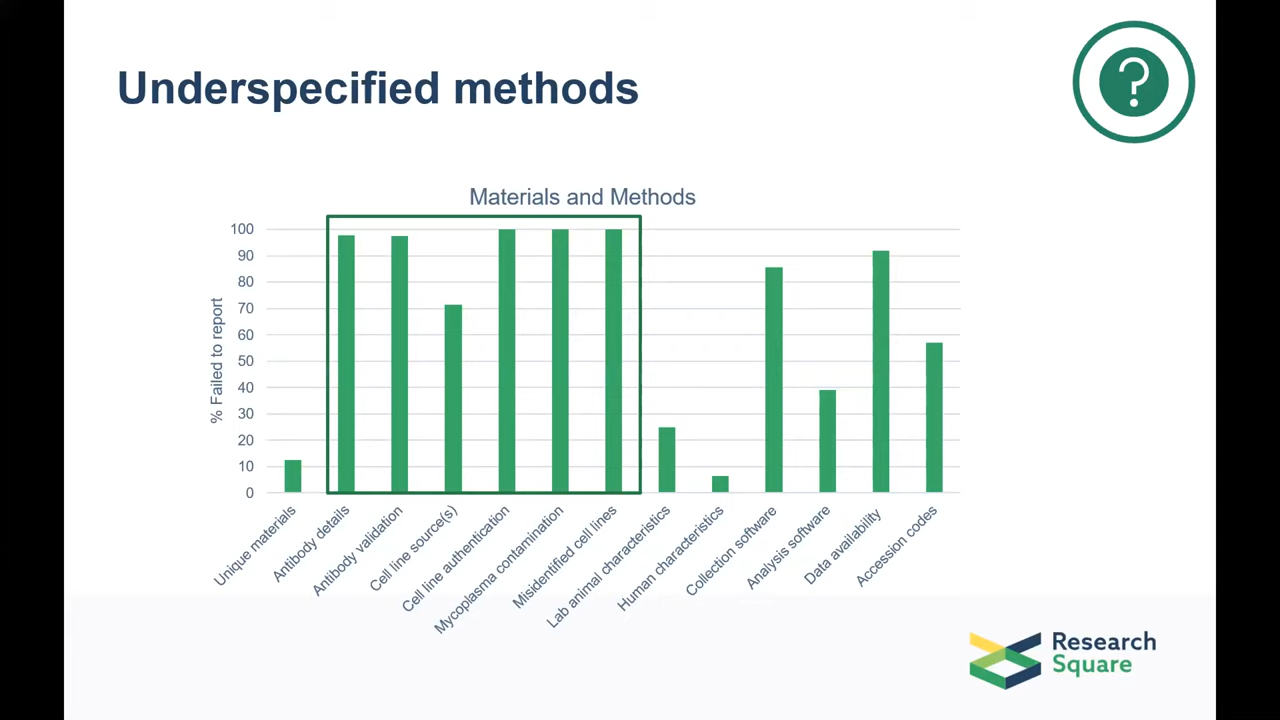 Underspecified methods
?
Materials and Methods
% Failed to report
100
90
80
70
60
50
40
30
20
10
0
Unique materials
Antibody details
Antibody validation
Cell line source(s)
Cell line authentication
Mycoplasma contamination
Misidentified cell lines
Lab animal characteristics
Human characteristics
Collection software
Analysis software
Data availability
Accession codes
Research
Square